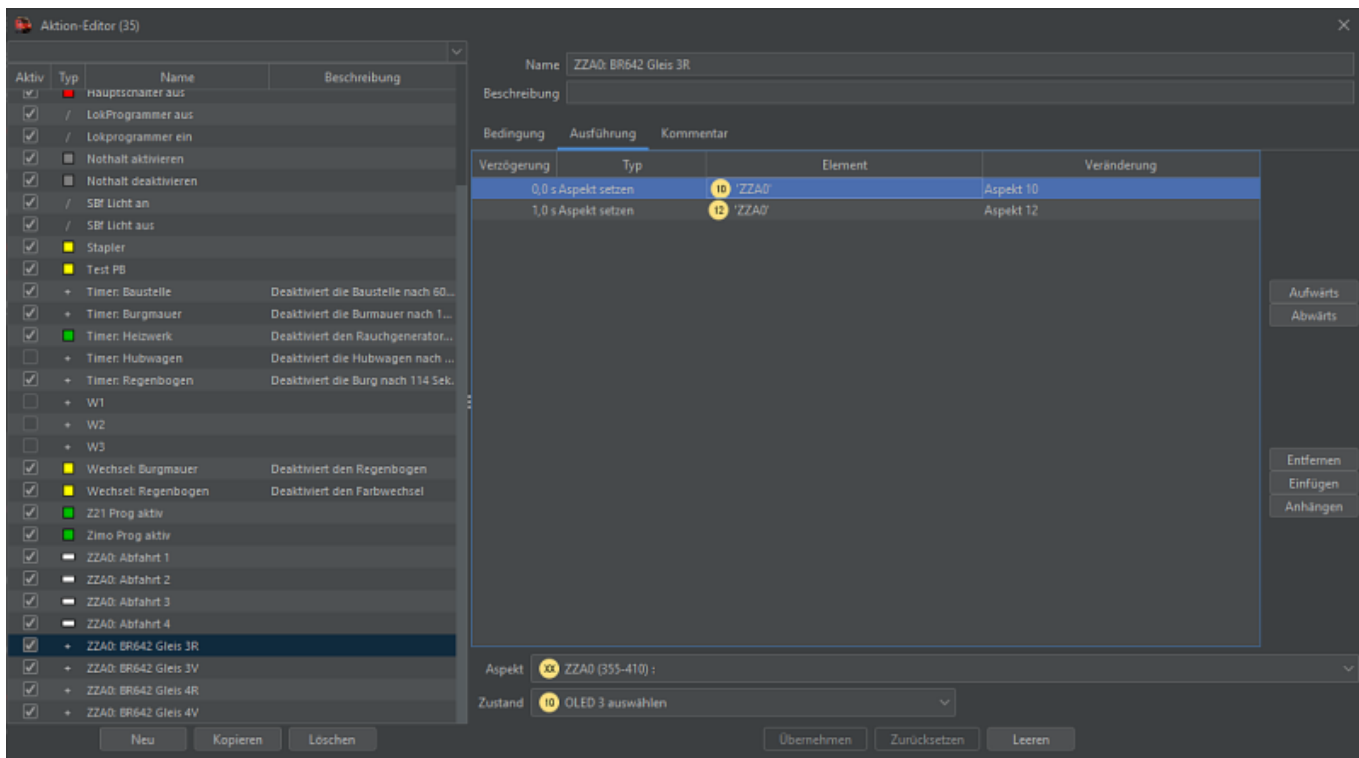 Aktion-Editor (35)
Name ZZA0: BR642 Gleis 3R
Beschreibung
Aktiv Typ Name Beschreibung
Hauptschalter aus
LokProgrammer aus
Lokprogrammer ein
Nothalt aktivieren
Nothalt deaktivieren
SBf Licht an
SBf Licht aus
Stapler
Test PB
Timer: Baustelle Deaktiviert die Baustelle nach 60...
Timer: Burgmauer Deaktiviert die Burmauer nach 1...
Timer: Heizwerk Deaktiviert den Rauchgenerator...
Timer: Hubwagen Deaktiviert die Hubwagen nach ...
Timer: Regenbogen Deaktiviert die Burg nach 114 Sek.
W1
W2
W3
Wechsel: Burgmauer Deaktiviert den Regenbogen
Wechsel: Regenbogen Deaktiviert den Farbwechsel
Z21 Prog aktiv
Zimo Prog aktiv
ZZA0: Abfahrt 1
ZZA0: Abfahrt 2
ZZA0: Abfahrt 3
ZZA0: Abfahrt 4
ZZA0: BR642 Gleis 3R
ZZA0: BR642 Gleis 3V
ZZA0: BR642 Gleis 4R
ZZA0: BR642 Gleis 4V
Neu Kopieren Löschen
Bedingung Ausführung Kommentar
Verzögerung Typ Element Veränderung
0,0 s Aspekt setzen 10 'ZZA0' Aspekt 10
1,0 s Aspekt setzen 12 'ZZA0' Aspekt 12
Aufwärts
Abwärts
Entfernen
Einfügen
Anhängen
Aspekt XX ZZA0 (355-410) :
Zustand 10 OLED 3 auswählen
Übernehmen Zurücksetzen Leeren